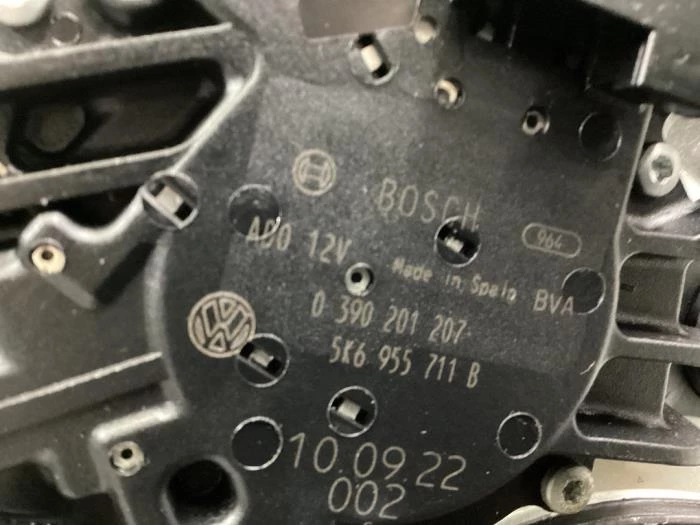 BOSCH
964
AD0 12V
Made in Spain BVA
0 390 201 207
5K6 955 711 B
10.09.22
002